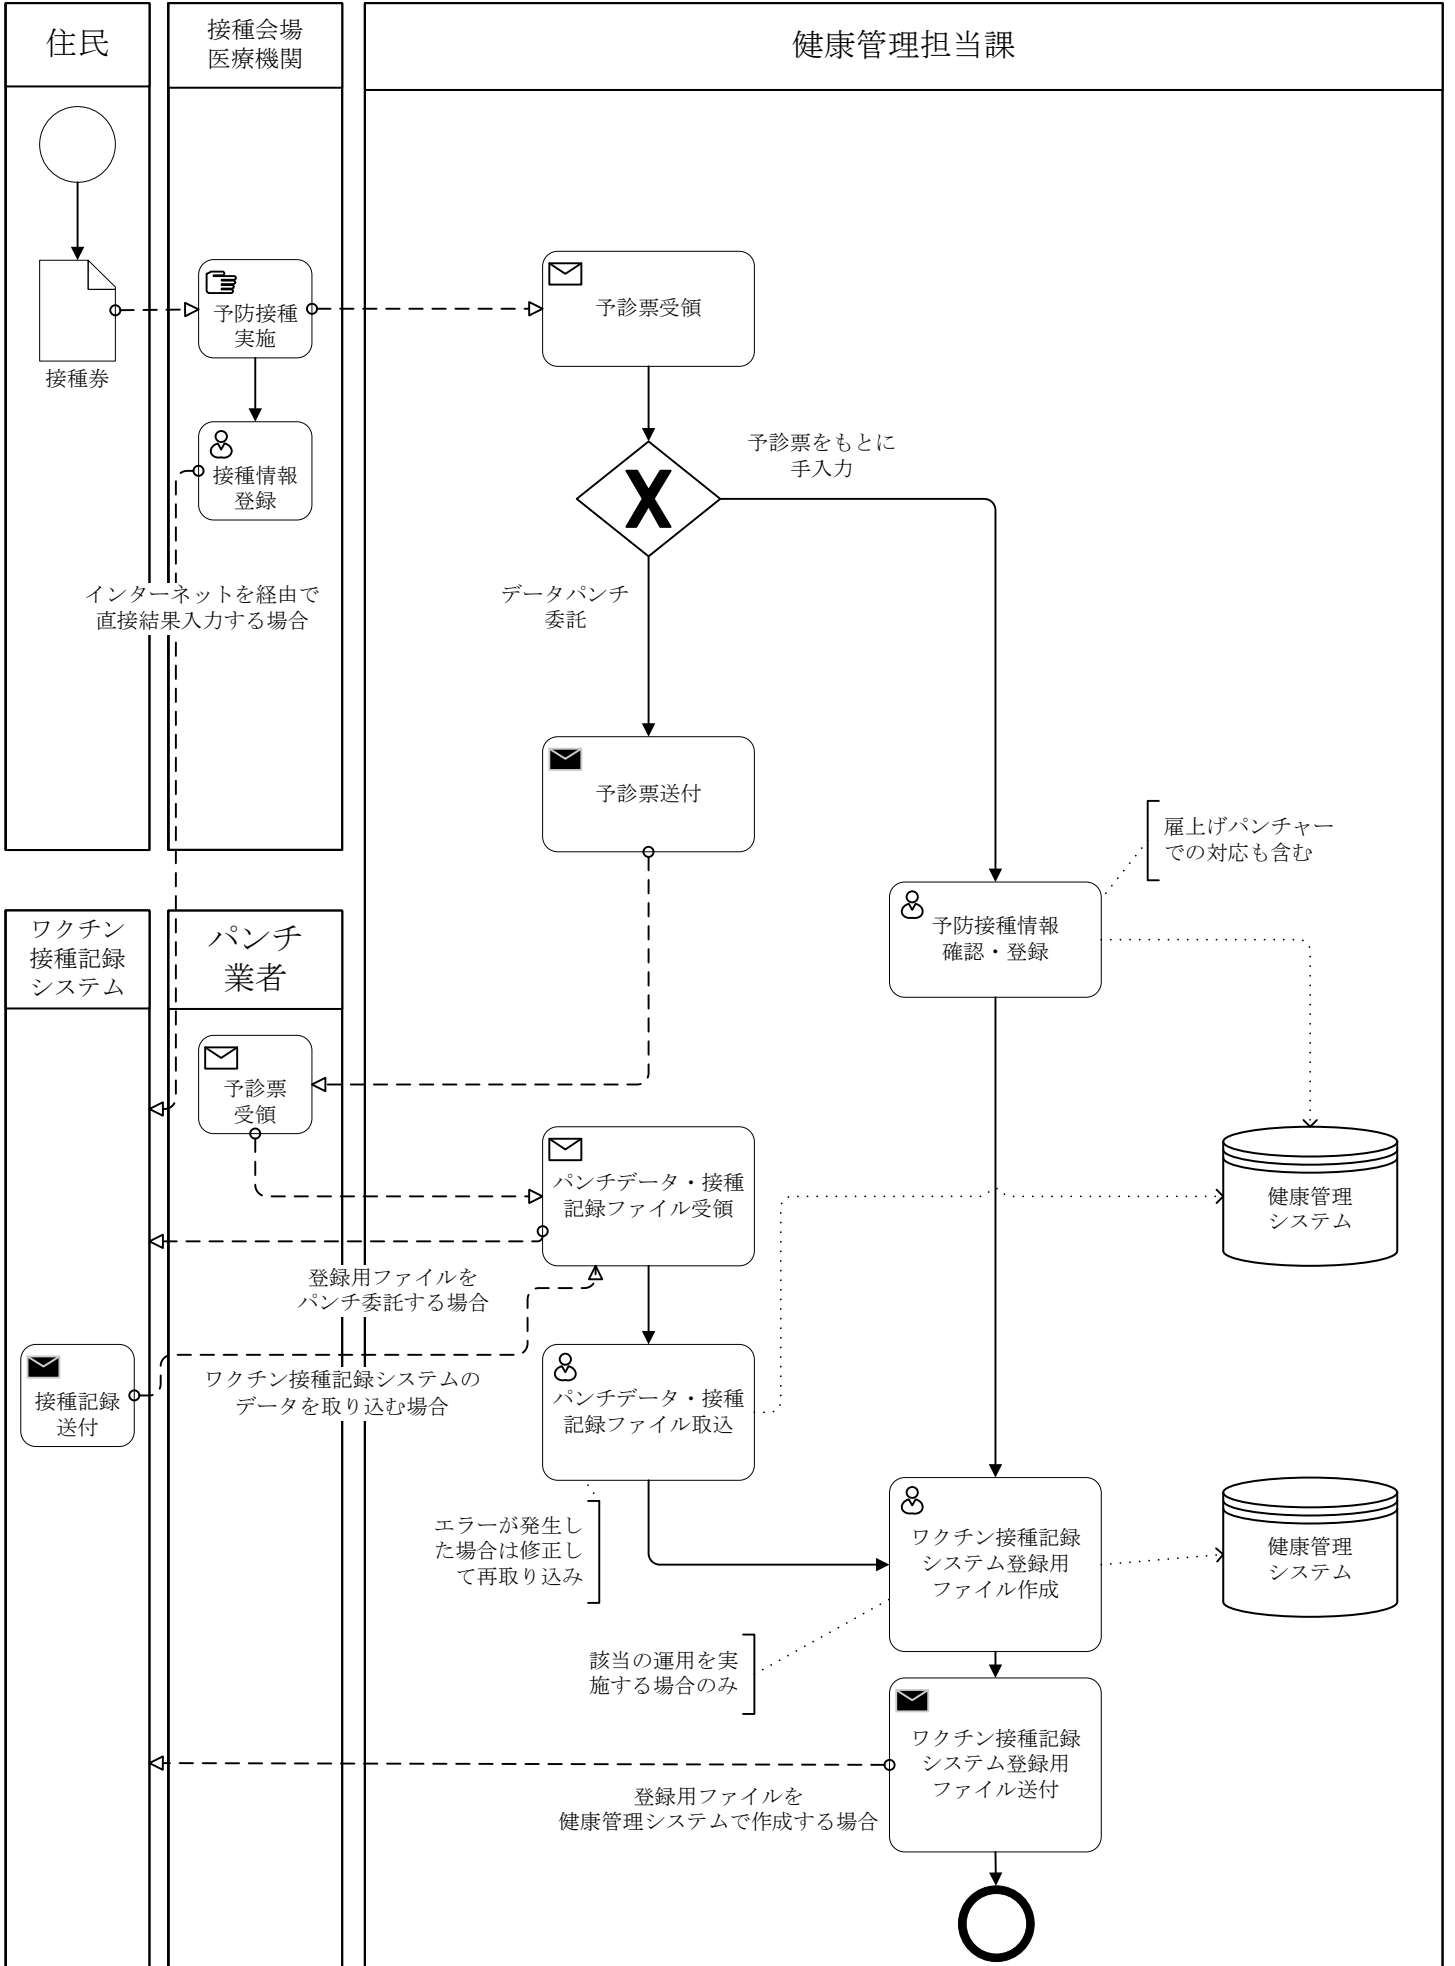 住民
接種会場
医療機関
健康管理担当課
接種券
予防接種
実施
予診票受領
接種情報
登録
予診票をもとに
手入力
X
インターネットを経由で
直接結果入力する場合
データパンチ
委託
予診票送付
雇上げパンチャー
での対応も含む
予防接種情報
確認・登録
ワクチン
接種記録
システム
パンチ
業者
予診票
受領
パンチデータ・接種
記録ファイル受領
健康管理
システム
登録用ファイルを
パンチ委託する場合
接種記録
送付
ワクチン接種記録システムの
データを取り込む場合
パンチデータ・接種
記録ファイル取込
エラーが発生し
た場合は修正し
て再取り込み
ワクチン接種記録
システム登録用
ファイル作成
健康管理
システム
該当の運用を実
施する場合のみ
ワクチン接種記録
システム登録用
ファイル送付
登録用ファイルを
健康管理システムで作成する場合